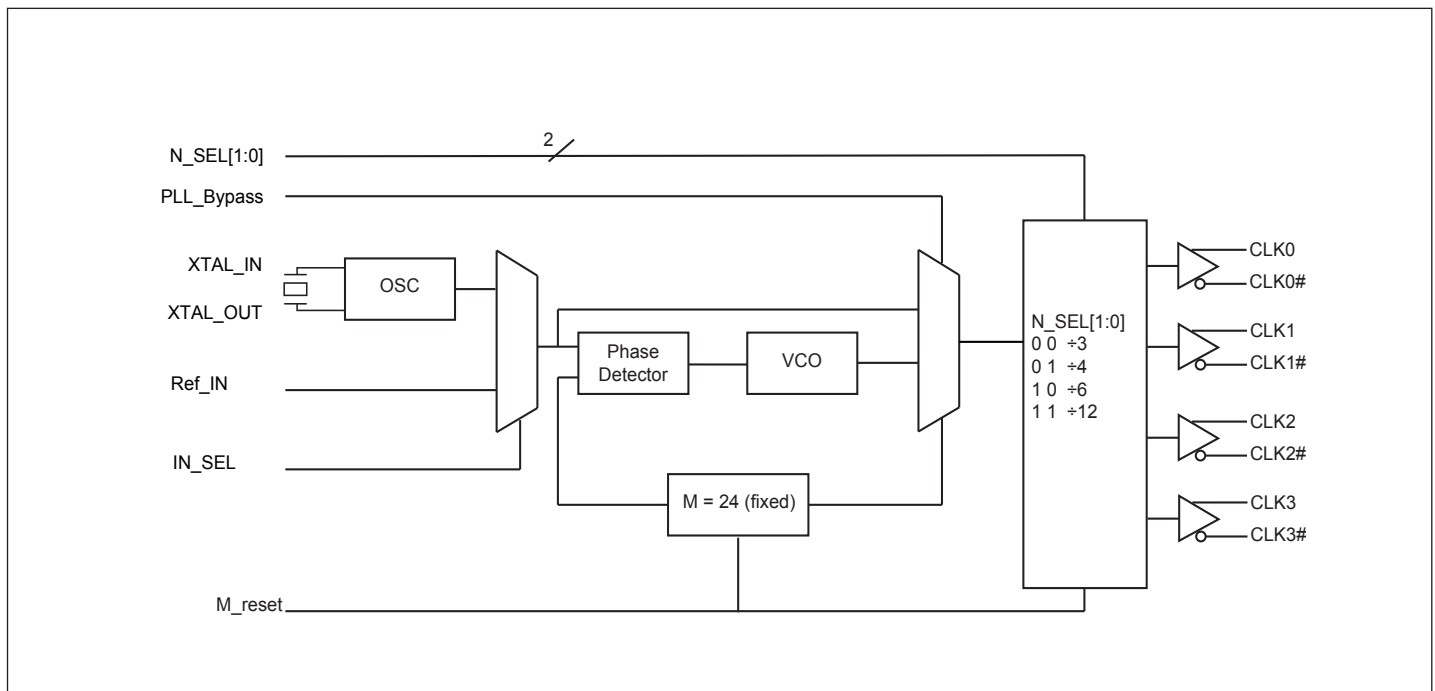 2
N_SEL[1:0]
PLL_Bypass
XTAL_IN
OSC
XTAL_OUT
Ref_IN
IN_SEL
Phase
Detector
VCO
M = 24 (fixed)
M_reset
N_SEL[1:0]
0 0 ÷3
0 1 ÷4
1 0 ÷6
1 1 ÷12
CLK0
CLK0#
CLK1
CLK1#
CLK2
CLK2#
CLK3
CLK3#